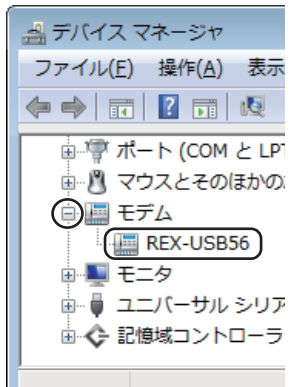 デバイス マネージャ
ファイル(F) 操作(A) 表示
ポート (COM と LPT
マウスとそのほかの
モデム
REX-USB56
モニタ
ユニバーサル シリア
記憶域コントローラ